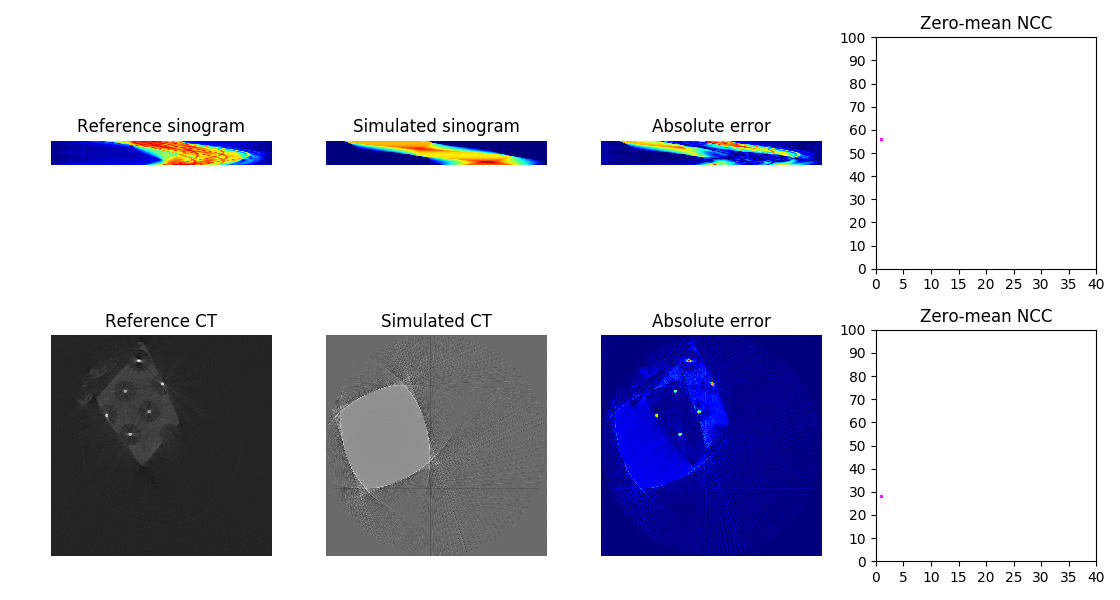 Zero-mean NCC
100
90
80
70
60
50
40
30
20
10
0
0 5 10 15 20 25 30 35 40
Reference sinogram
Simulated sinogram
Absolute error
Reference CT
Simulated CT
Absolute error
Zero-mean NCC
100
90
80
70
60
50
40
30
20
10
0
0 5 10 15 20 25 30 35 40